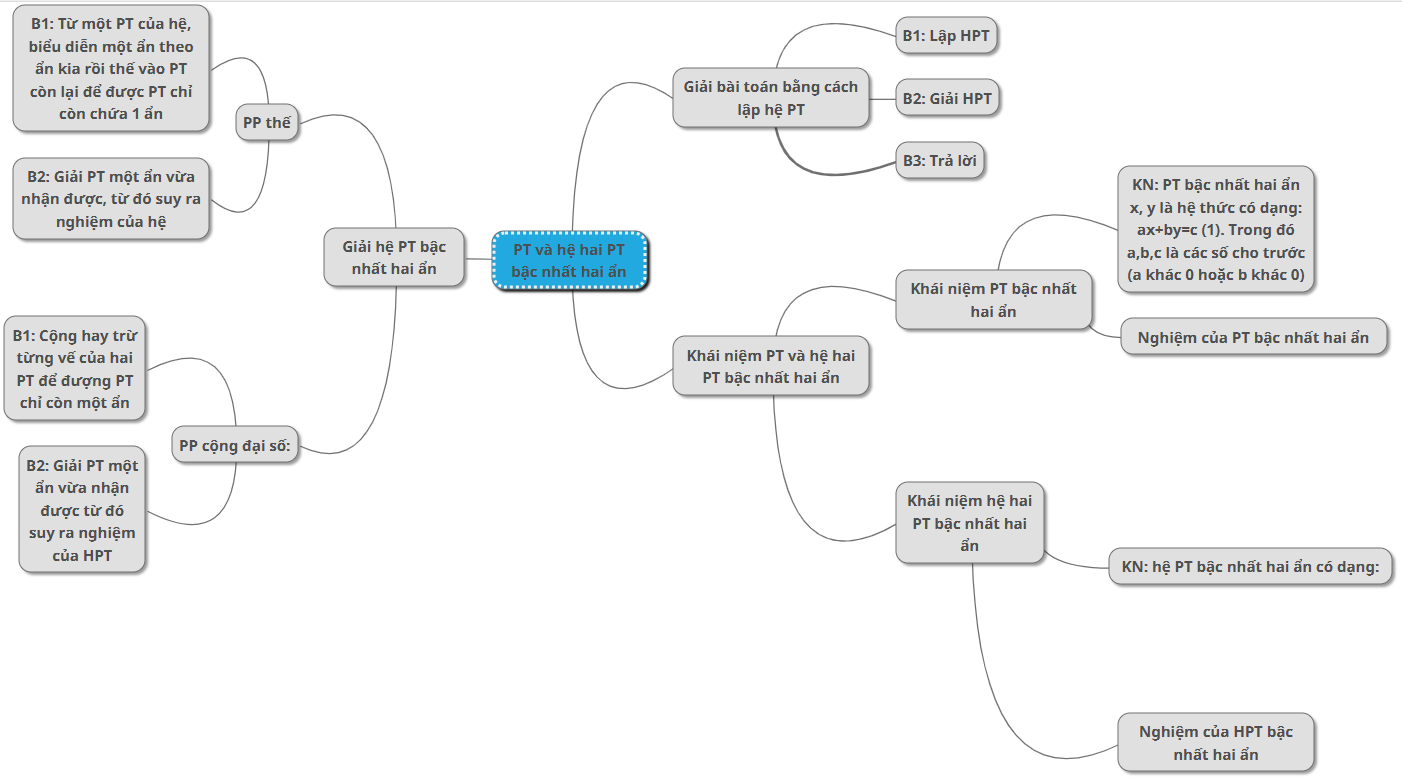 PT và hệ hai PT
bậc nhất hai ẩn
Giải bài toán bằng cách
lập hệ PT
B1: Lập HPT
B2: Giải HPT
B3: Trả lời
Khái niệm PT và hệ hai
PT bậc nhất hai ẩn
Khái niệm PT bậc nhất
hai ẩn
KN: PT bậc nhất hai ẩn
x, y là hệ thức có dạng:
ax+by=c (1). Trong đó
a,b,c là các số cho trước
(a khác 0 hoặc b khác 0)
Nghiệm của PT bậc nhất hai ẩn
Khái niệm hệ hai
PT bậc nhất hai
ẩn
KN: hệ PT bậc nhất hai ẩn có dạng:
Nghiệm của HPT bậc
nhất hai ẩn
Giải hệ PT bậc
nhất hai ẩn
PP thế
B1: Từ một PT của hệ,
biểu diễn một ẩn theo
ẩn kia rồi thế vào PT
còn lại để được PT chỉ
còn chứa 1 ẩn
B2: Giải PT một ẩn vừa
nhận được, từ đó suy ra
nghiệm của hệ
PP cộng đại số:
B1: Cộng hay trừ
từng vế của hai
PT để đượng PT
chỉ còn một ẩn
B2: Giải PT một
ẩn vừa nhận
được từ đó
suy ra nghiệm
của HPT